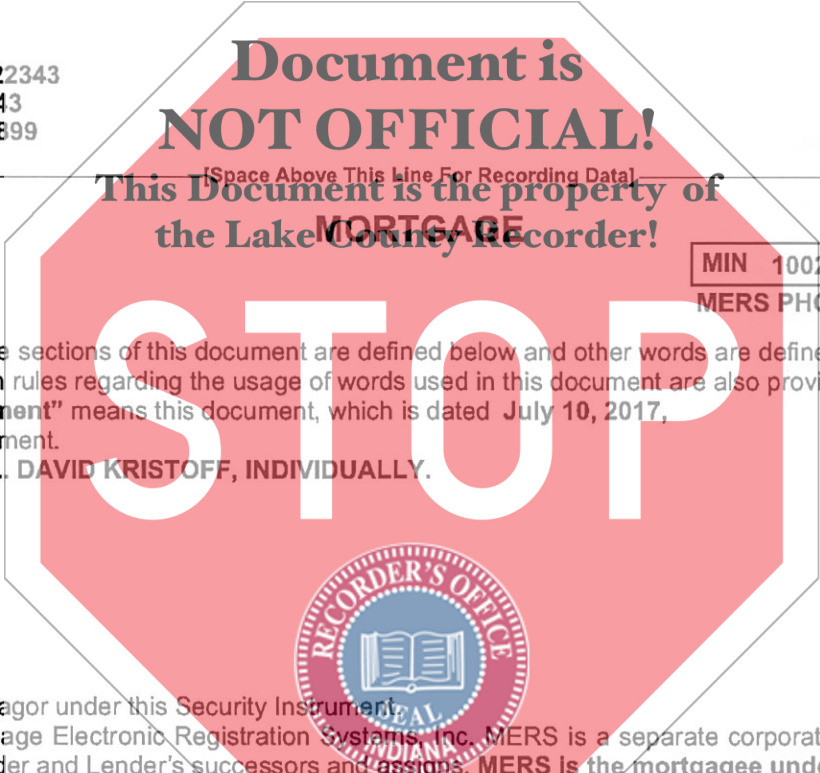 Document is
22343
NOT OFFICIAL!
43
399
[Space Above This Line For Recording Data]
This Document is the property of
MORTGAGE
the Lake County Recorder!
MIN 1002
MERS PHO
STOP
e sections of this document are defined below and other words are define
n rules regarding the usage of words used in this document are also provi
nent” means this document, which is dated July 10, 2017,
ment.
. DAVID KRISTOFF, INDIVIDUALLY.
RECORDER'S OFFICE
SEAL
INDIANA
agor under this Security Instrument.
age Electronic Registration Systems, Inc. MERS is a separate corporat
der and Lender's successors and assigns. MERS is the mortgagee unde